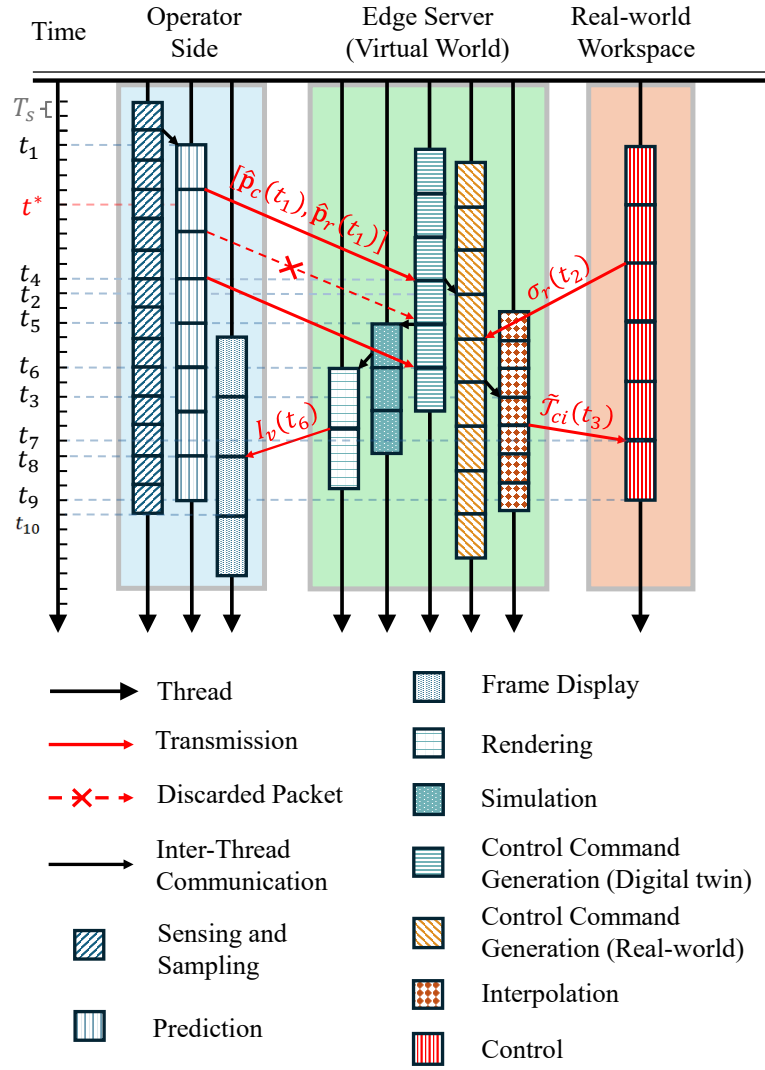 Time
Operator
Side
Edge Server
(Virtual World)
Real-world
Workspace
T_s
t_1
t*
t_4
t_2
t_5
t_6
t_3
t_7
t_8
t_9
t_10
[p̂_c(t_1), p̂_r(t_1)]
σ_r(t_2)
I_v(t_6)
𝒯̃_ci(t_3)
Thread
Transmission
Discarded Packet
Inter-Thread
Communication
Sensing and
Sampling
Prediction
Frame Display
Rendering
Simulation
Control Command
Generation (Digital twin)
Control Command
Generation (Real-world)
Interpolation
Control